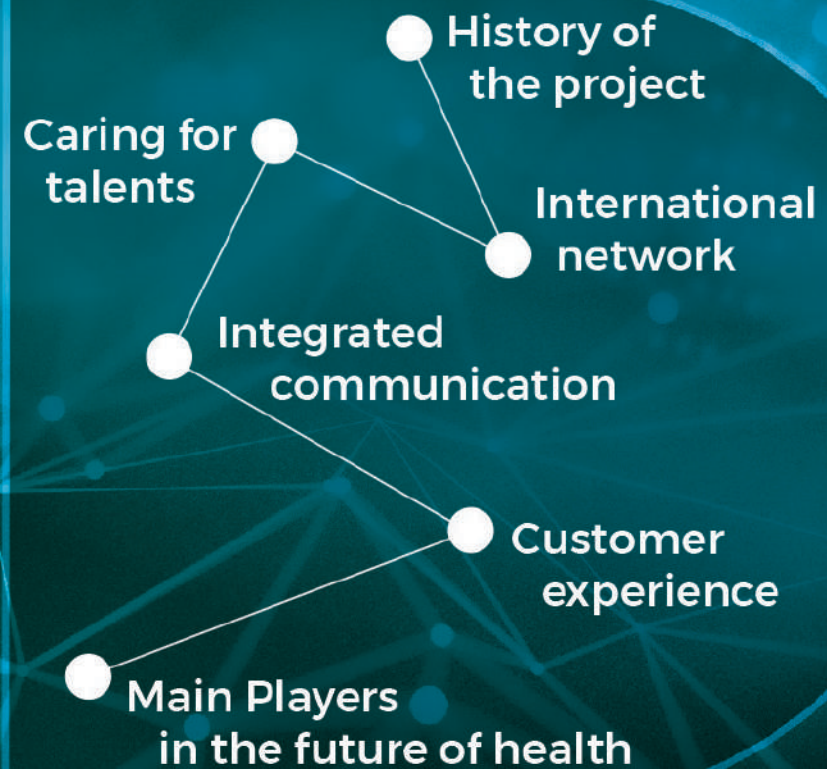 History of
the project
Caring for
talents
International
network
Integrated
communication
Customer
experience
Main Players
in the future of health